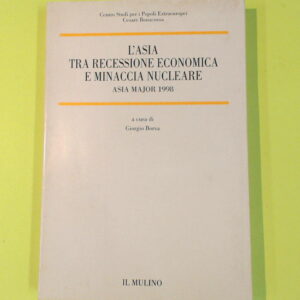 Centro Studi per i Popoli Extraeuropei
Cesare Bonacossa
L'ASIA
TRA RECESSIONE ECONOMICA
E MINACCIA NUCLEARE
ASIA MAJOR 1998
a cura di
Giorgio Borsa
IL MULINO